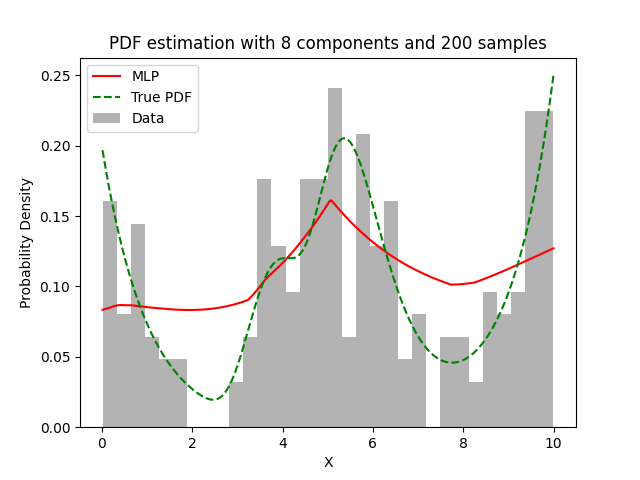 PDF estimation with 8 components and 200 samples
MLP
True PDF
Data
Probability Density
0.25
0.20
0.15
0.10
0.05
0.00
0 2 4 6 8 10
X